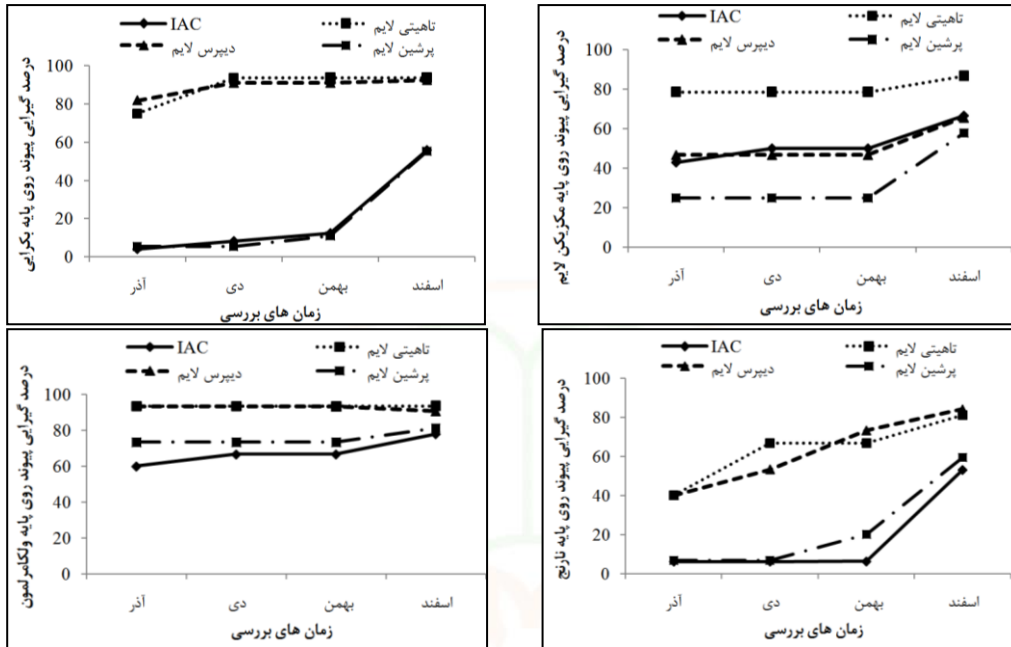 IAC تاهیتی لایم
دیپرس لایم پرشین لایم
درصد گیرایی پیوند روی پایه بکرایی
100
80
60
40
20
0
آذر دی بهمن اسفند
زمان های بررسی
IAC تاهیتی لایم
دیپرس لایم پرشین لایم
درصد گیرایی پیوند روی پایه مکزیکن لایم
100
80
60
40
20
0
آذر دی بهمن اسفند
زمان های بررسی
IAC تاهیتی لایم
دیپرس لایم پرشین لایم
درصد گیرایی پیوند روی پایه ولکامرلمون
100
80
60
40
20
0
آذر دی بهمن اسفند
زمان های بررسی
IAC تاهیتی لایم
دیپرس لایم پرشین لایم
درصد گیرایی پیوند روی پایه نارنج
100
80
60
40
20
0
آذر دی بهمن اسفند
زمان های بررسی